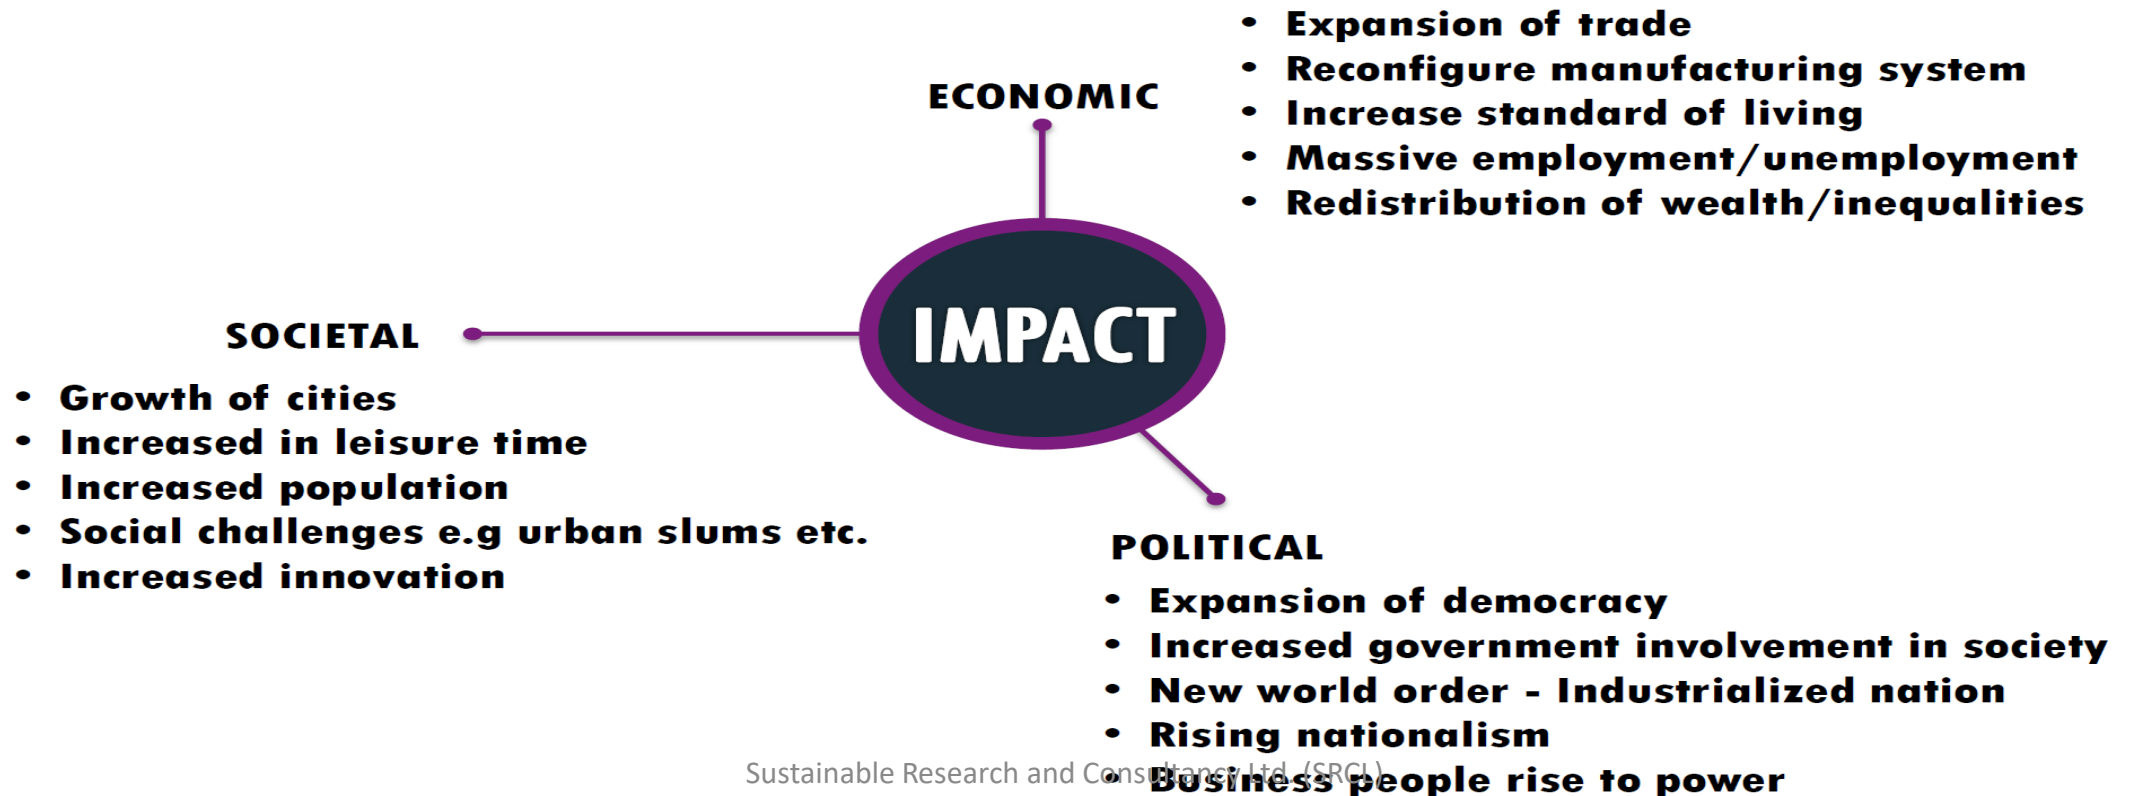 ECONOMIC
• Expansion of trade
• Reconfigure manufacturing system
• Increase standard of living
• Massive employment/unemployment
• Redistribution of wealth/inequalities
IMPACT
SOCIETAL
• Growth of cities
• Increased in leisure time
• Increased population
• Social challenges e.g urban slums etc.
• Increased innovation
POLITICAL
• Expansion of democracy
• Increased government involvement in society
• New world order - Industrialized nation
• Rising nationalism
• Business people rise to power
Sustainable Research and Consultancy Ltd. (SRCL)